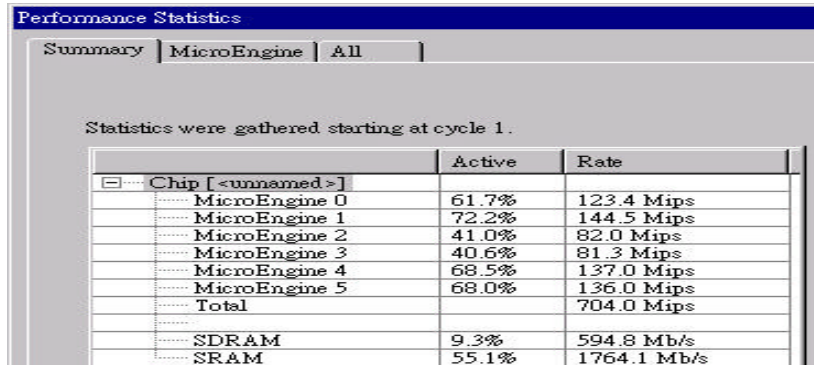 Performance Statistics
Summary MicroEngine All
Statistics were gathered starting at cycle 1.
Active Rate
Chip [<unnamed>]
MicroEngine 0 61.7% 123.4 Mips
MicroEngine 1 72.2% 144.5 Mips
MicroEngine 2 41.0% 82.0 Mips
MicroEngine 3 40.6% 81.3 Mips
MicroEngine 4 68.5% 137.0 Mips
MicroEngine 5 68.0% 136.0 Mips
Total 704.0 Mips
SDRAM 9.3% 594.8 Mb/s
SRAM 55.1% 1764.1 Mb/s